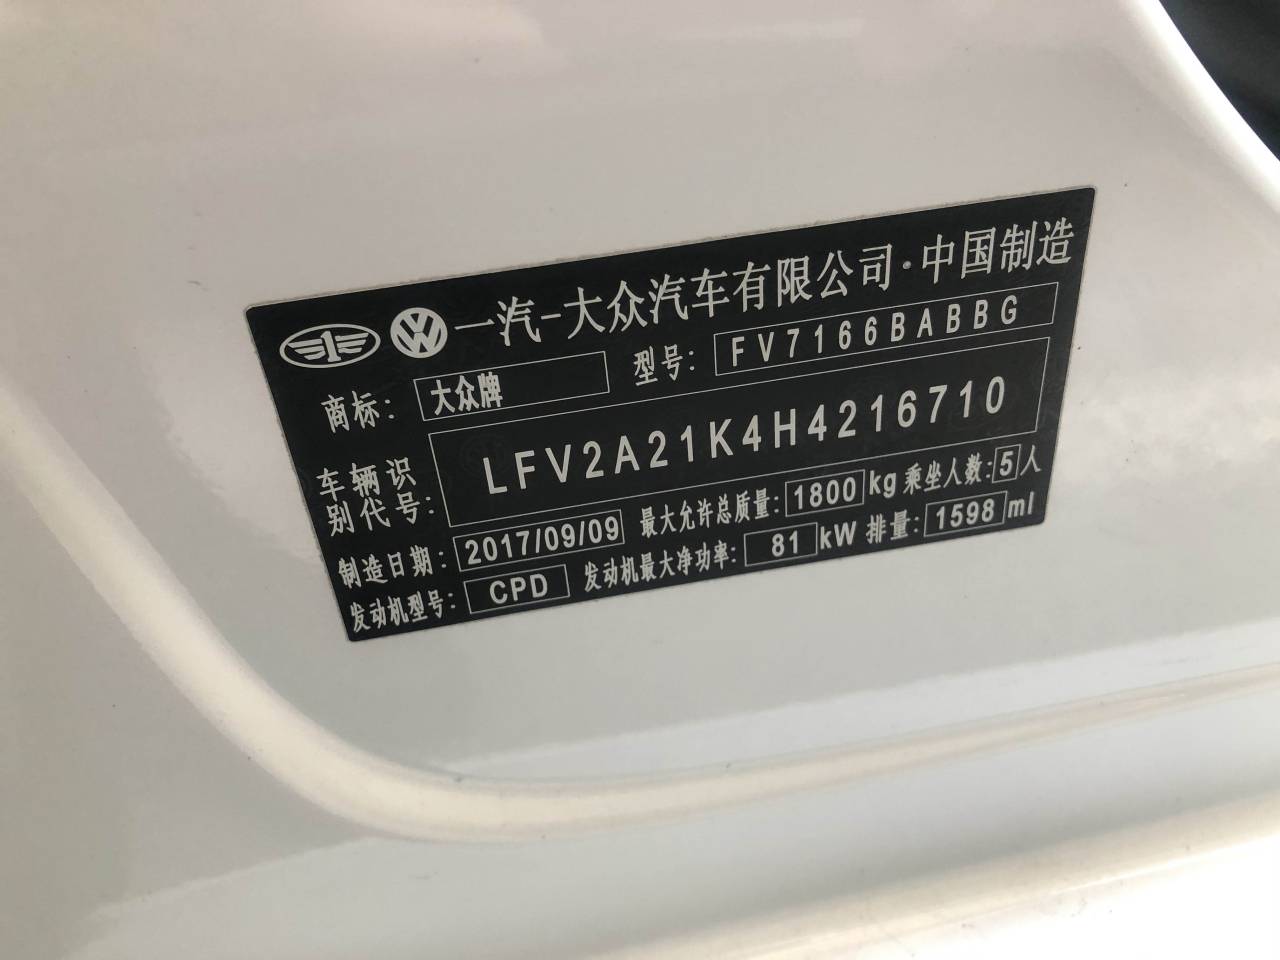 一汽-大众汽车有限公司·中国制造
商标: 大众牌 型号: FV7166BABBG
车辆识别代号: LFV2A21K4H4216710
制造日期: 2017/09/09 最大允许总质量: 1800 kg 乘坐人数: 5 人
发动机型号: CPD 发动机最大净功率: 81 kW 排量: 1598 ml